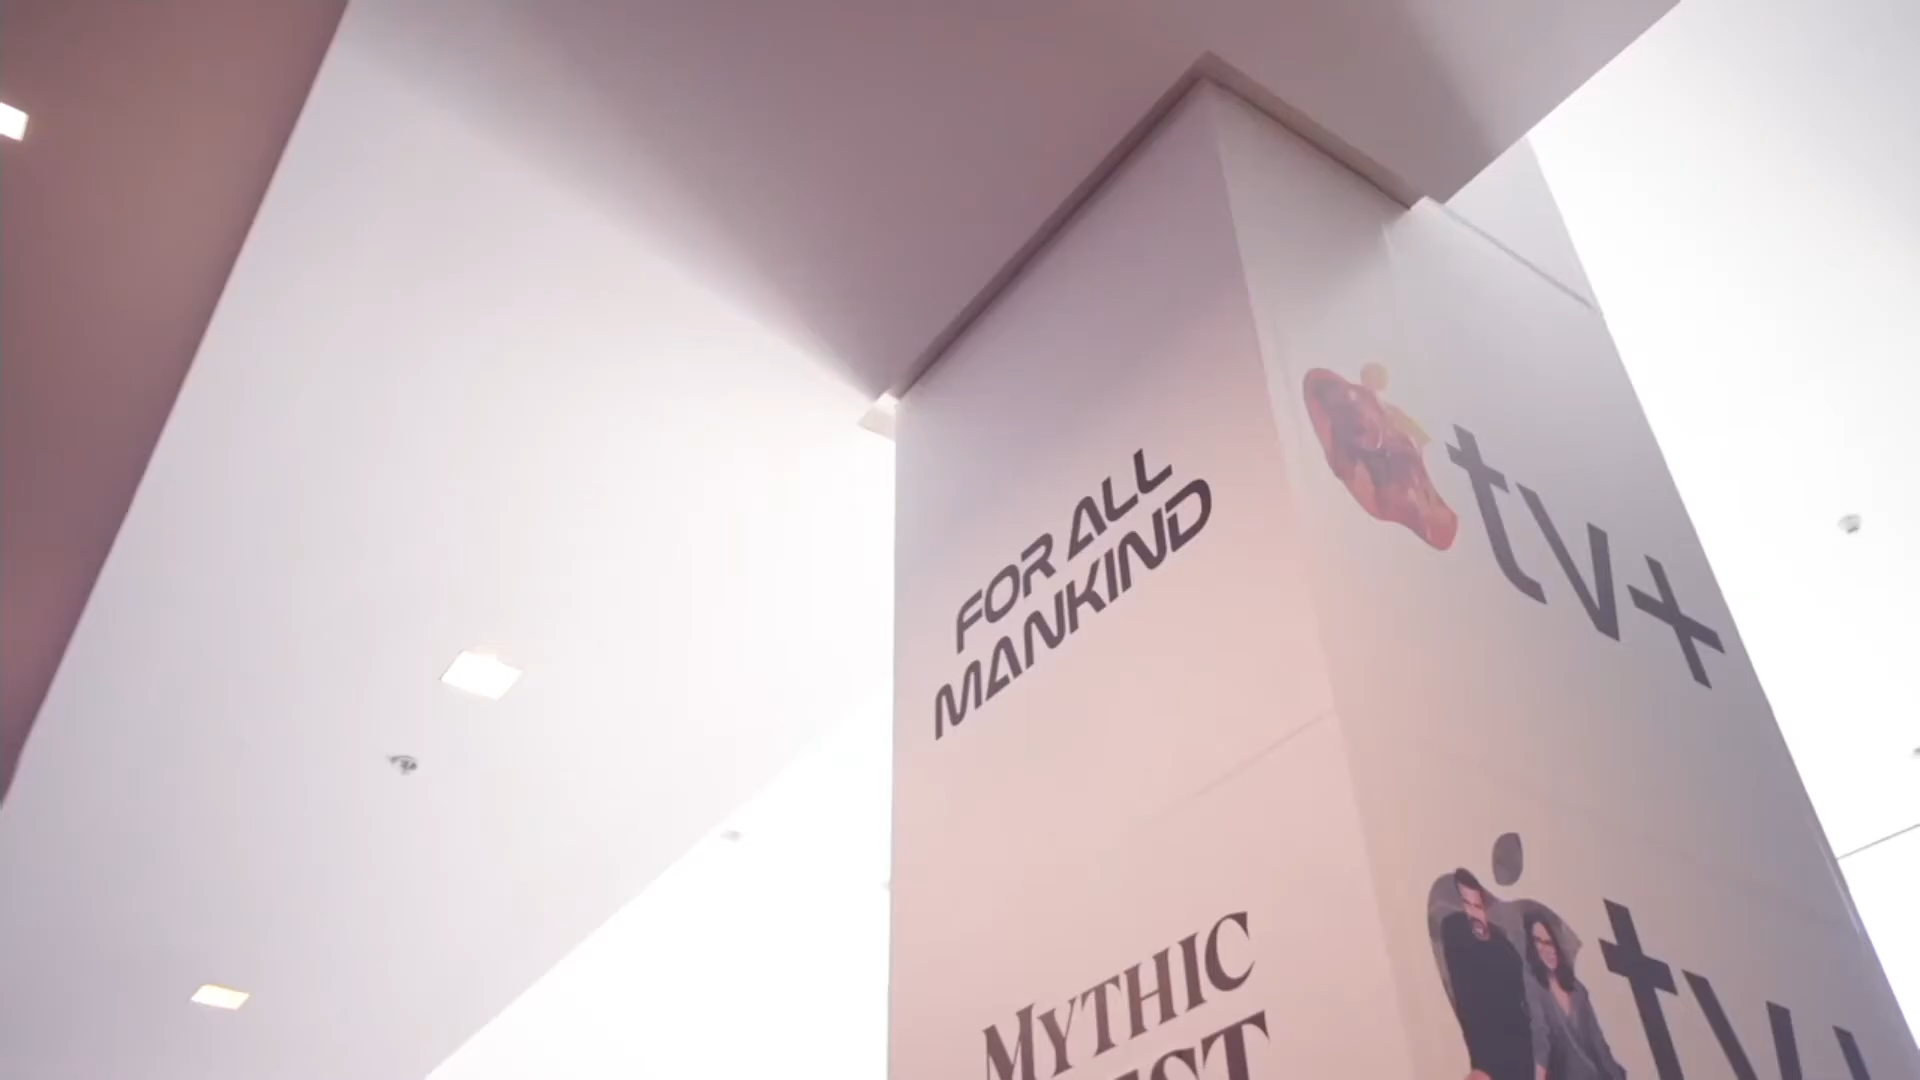 FOR ALL
MANKIND
tv+
MYTHIC
tv+